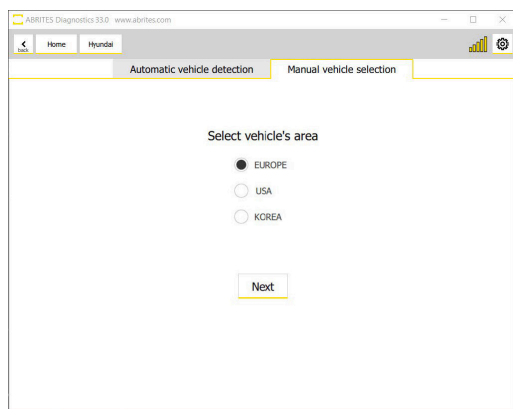 ABRITES Diagnostics 33.0 www.abrites.com
back Home Hyundai
Automatic vehicle detection Manual vehicle selection
Select vehicle's area
EUROPE
USA
KOREA
Next